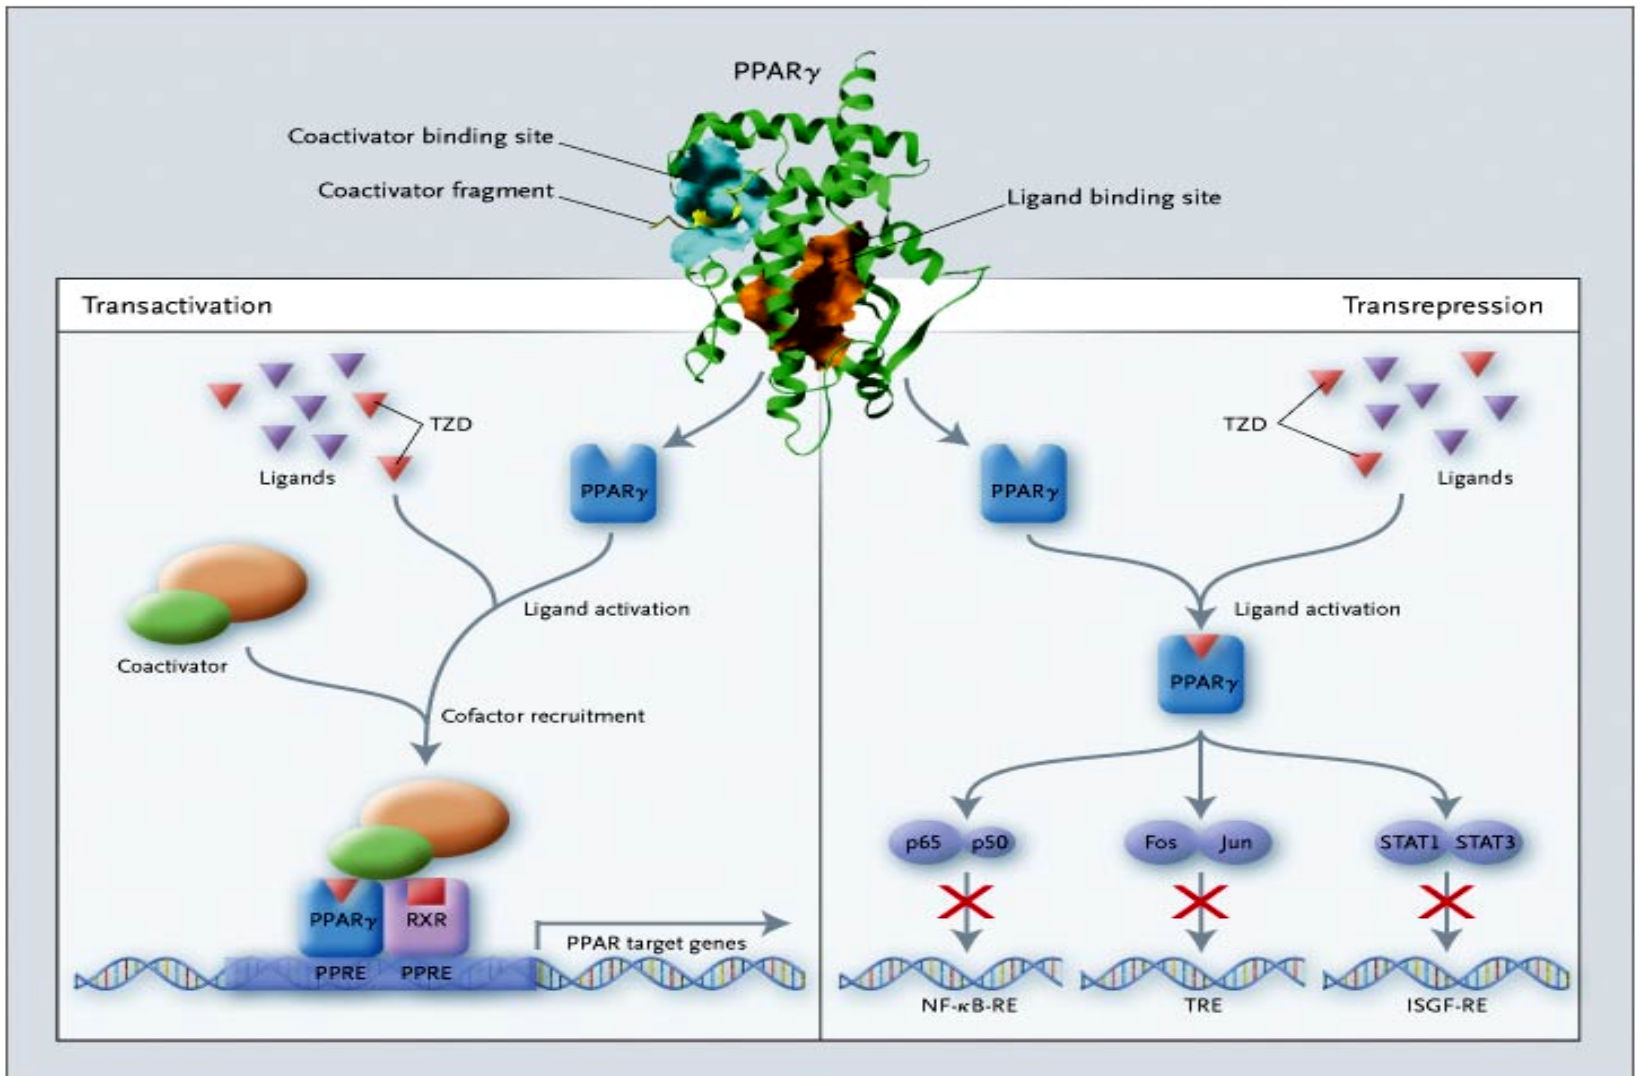 PPARγ
Coactivator binding site
Coactivator fragment
Ligand binding site
Transactivation
Transrepression
TZD
Ligands
PPARγ
PPARγ
TZD
Ligands
Ligand activation
Coactivator
Cofactor recruitment
Ligand activation
PPARγ
p65 p50
Fos Jun
STAT1 STAT3
PPARγ RXR
PPAR target genes
PPRE PPRE
NF-κB-RE
TRE
ISGF-RE